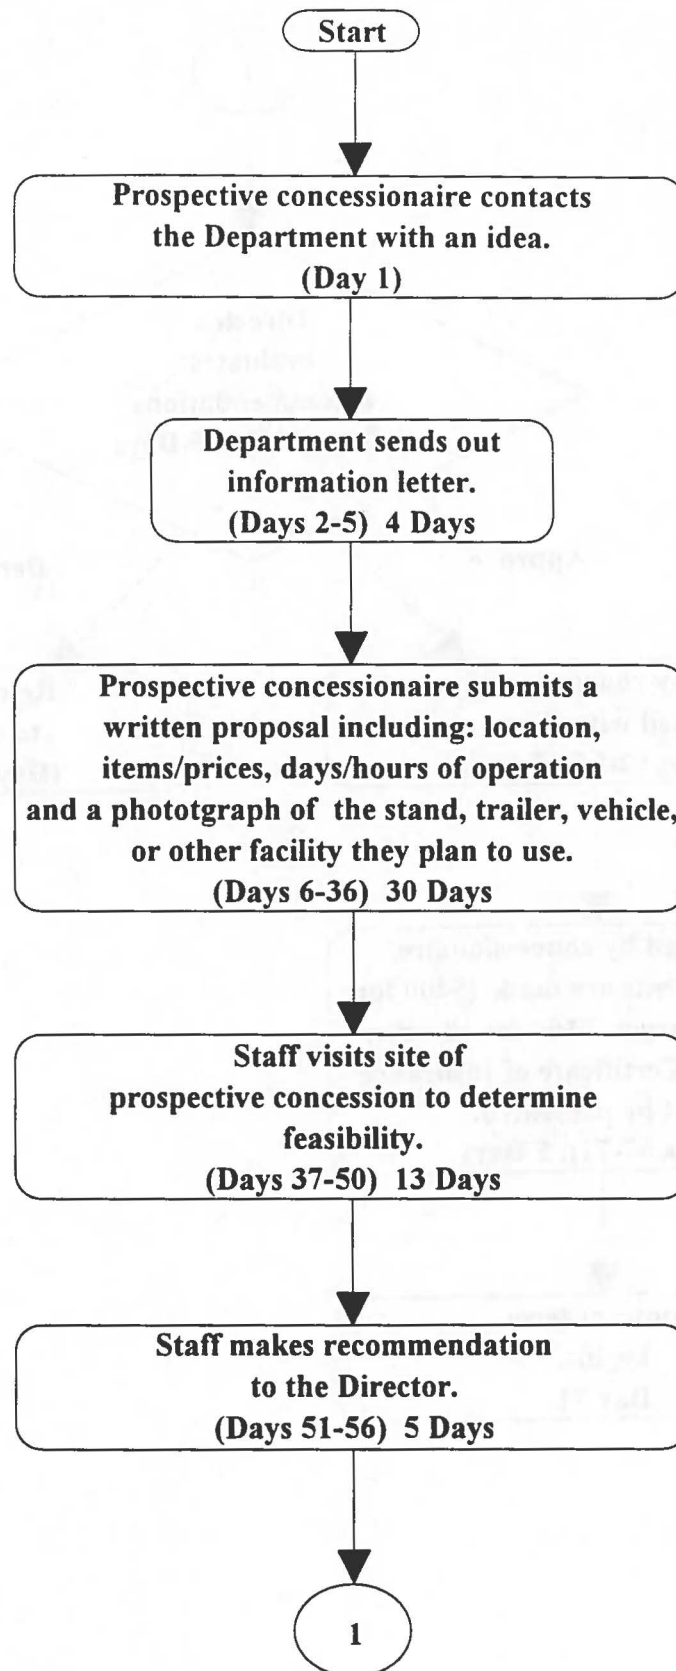 Start
Prospective concessionaire contacts
the Department with an idea.
(Day 1)
Department sends out
information letter.
(Days 2-5) 4 Days
Prospective concessionaire submits a
written proposal including: location,
items/prices, days/hour of operation
and a phototgraph of the stand, trailer, vehicle,
or other facility they plan to use.
(Days 6-36) 30 Days
Staff visits site of
prospective concession to determine
feasibility.
(Days 37-50) 13 Days
Staff makes recommendation
to the Director.
(Days 51-56) 5 Days
1